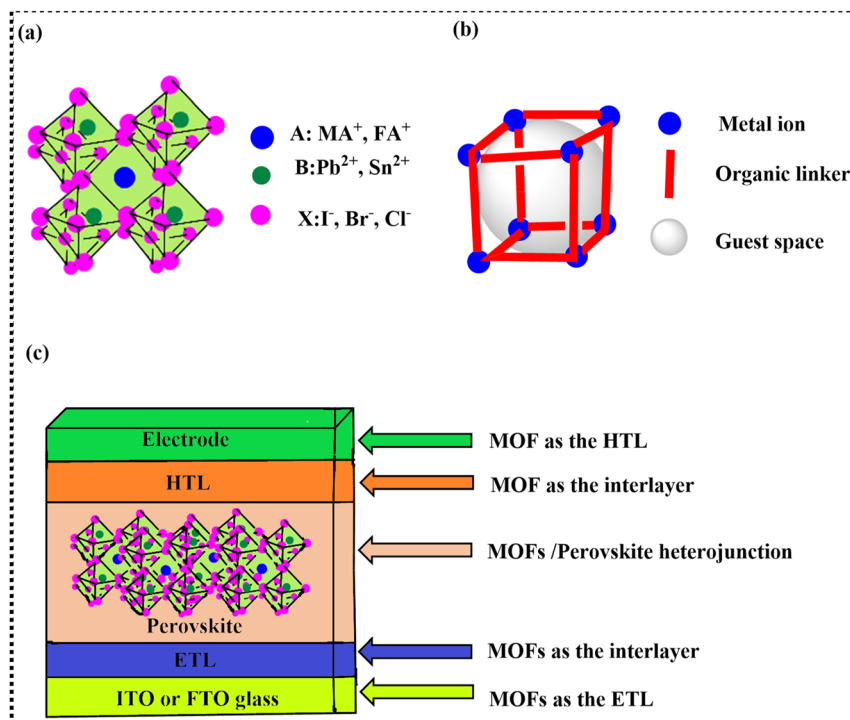 (a)
A: MA⁺, FA⁺
B:Pb²⁺, Sn²⁺
X:I⁻, Br⁻, Cl⁻
(b)
Metal ion
Organic linker
Guest space
(c)
Electrode
MOF as the HTL
HTL
MOF as the interlayer
MOFs /Perovskite heterojunction
Perovskite
ETL
MOFs as the interlayer
ITO or FTO glass
MOFs as the ETL